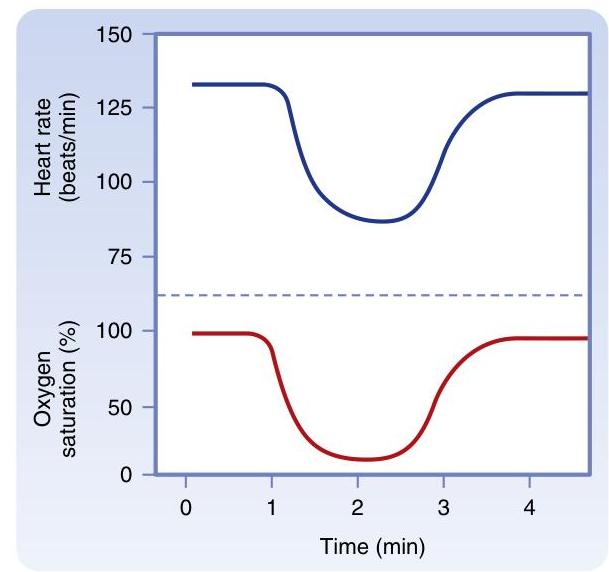 150
125
100
75
Heart rate
(beats/min)
100
50
0
Oxygen
saturation (%)
0 1 2 3 4
Time (min)